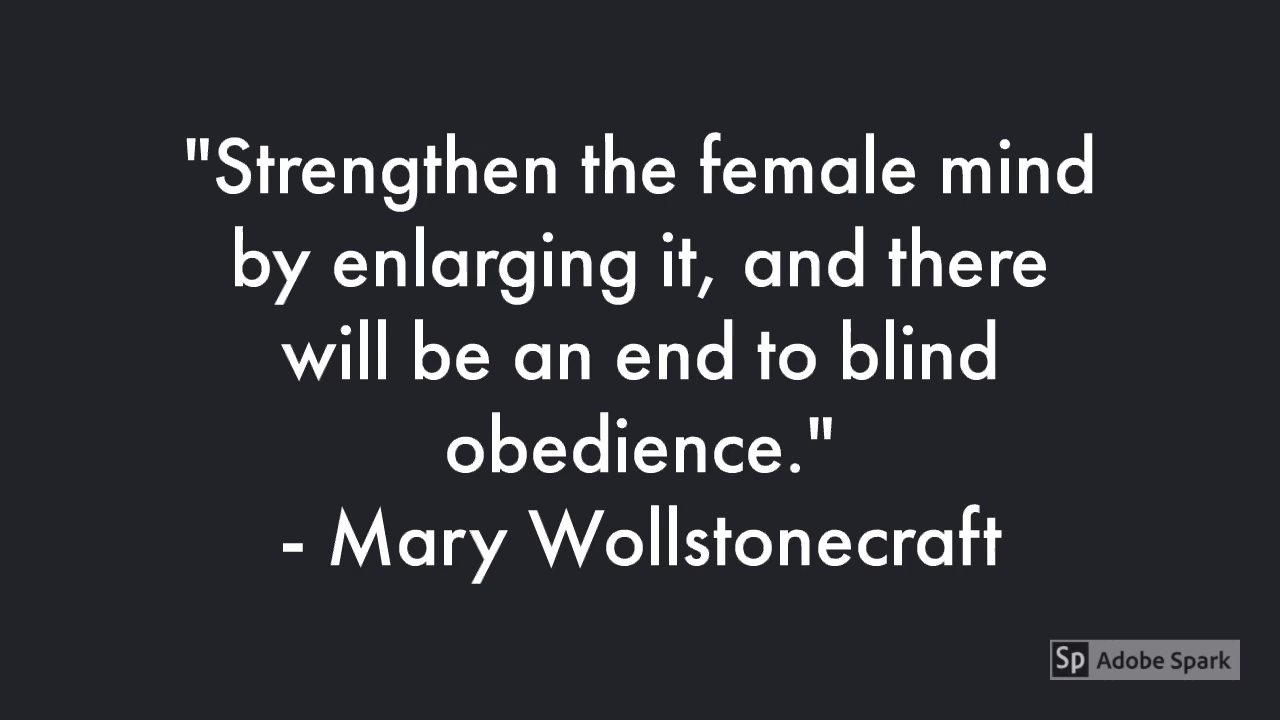 "Strengthen the female mind
by enlarging it, and there
will be an end to blind
obedience."
- Mary Wollstonecraft
Sp Adobe Spark